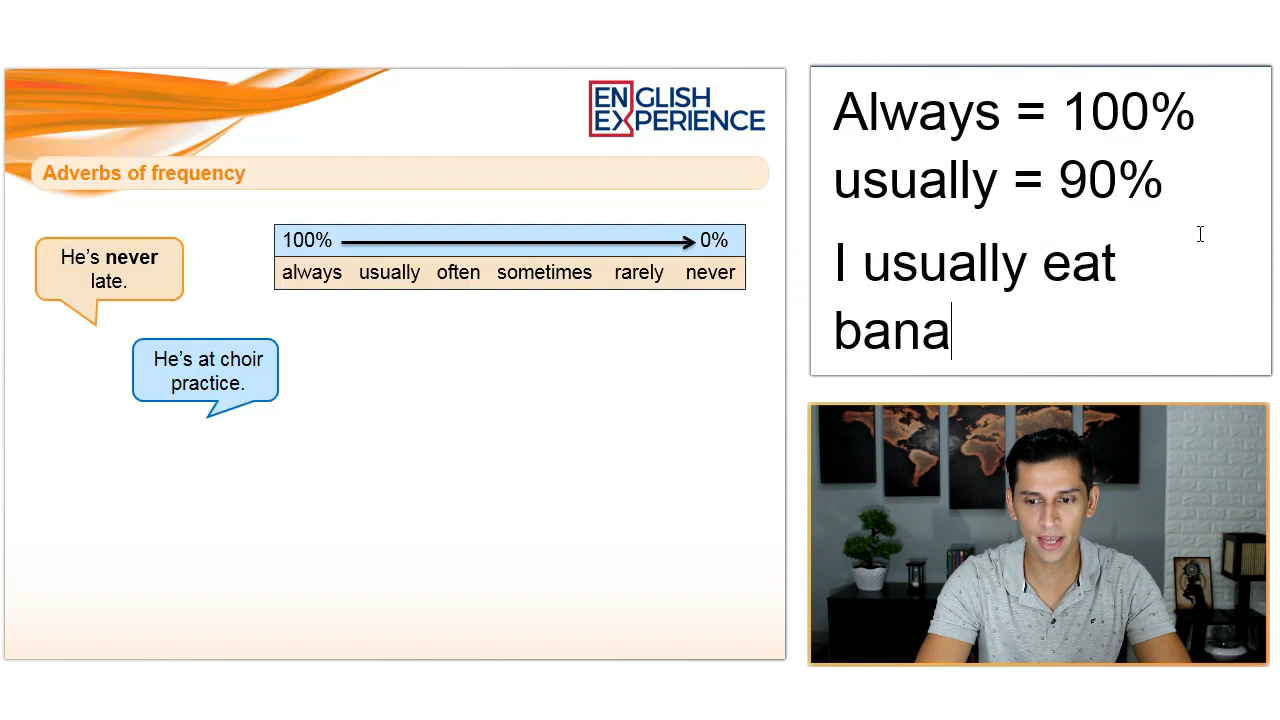 ENGLISH
EXPERIENCE
Adverbs of frequency
He's never
late.
100% 0%
always usually often sometimes rarely never
He's at choir
practice.
Always = 100%
usually = 90%
I usually eat
bana